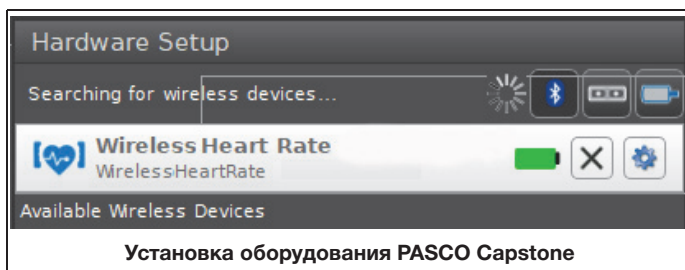 Hardware Setup
Searching for wireless devices...
Wireless Heart Rate
WirelessHeartRate
Available Wireless Devices
Установка оборудования PASCO Capstone